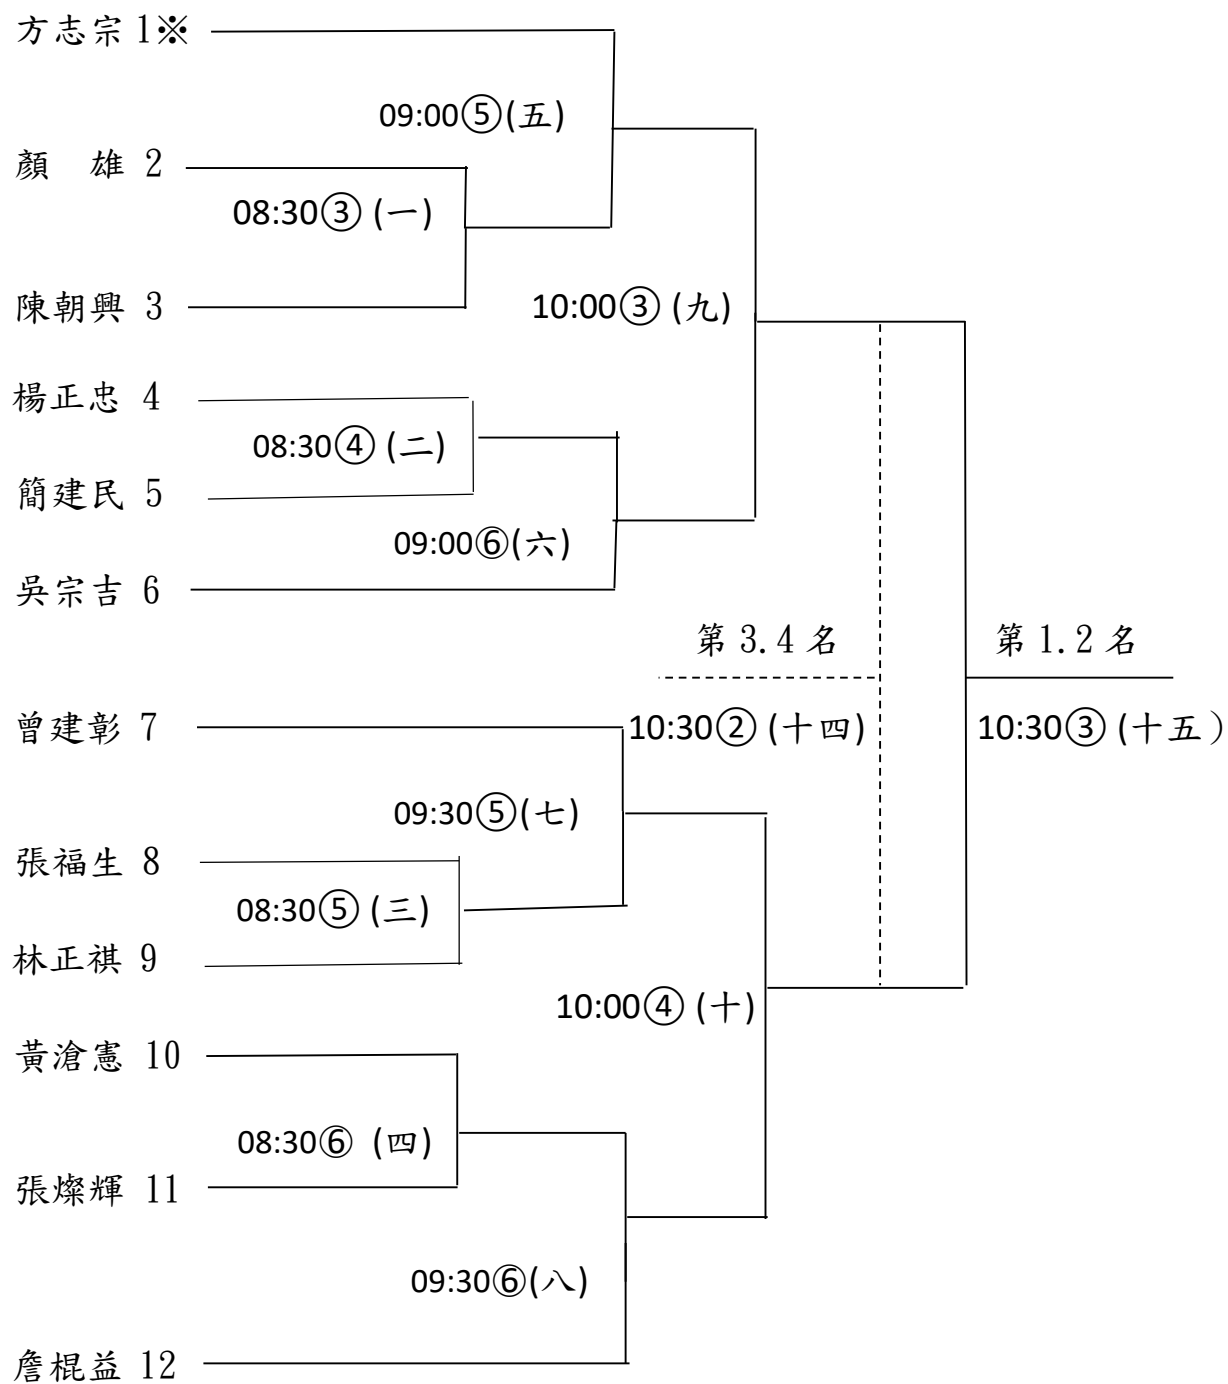 方志宗 1※
09:00⑤(五)
顏　雄 2
08:30③ (一)
陳朝興 3
10:00③ (九)
楊正忠 4
08:30④ (二)
簡建民 5
09:00⑥(六)
吳宗吉 6
第 3.4 名
第 1.2 名
曾建彰 7
10:30② (十四)
10:30③ (十五）
09:30⑤(七)
張福生 8
08:30⑤ (三)
林正祺 9
10:00④ (十)
黃滄憲 10
08:30⑥ (四)
張燦輝 11
09:30⑥(八)
詹棍益 12